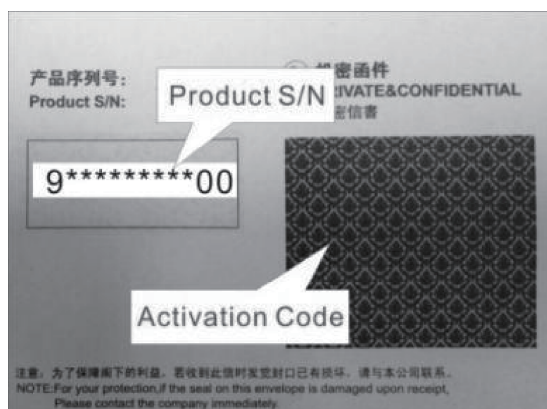 产品序列号：
Product S/N:
Product S/N
9*********00
密函件
IVATE&CONFIDENTIAL
密信書
Activation Code
注意：为了保障阁下的利益，若收到此信时发觉封口已有损坏，请与本公司联系。
NOTE:For your protection,if the seal on this envelope is damaged upon receipt,
Please contact the company immediately.